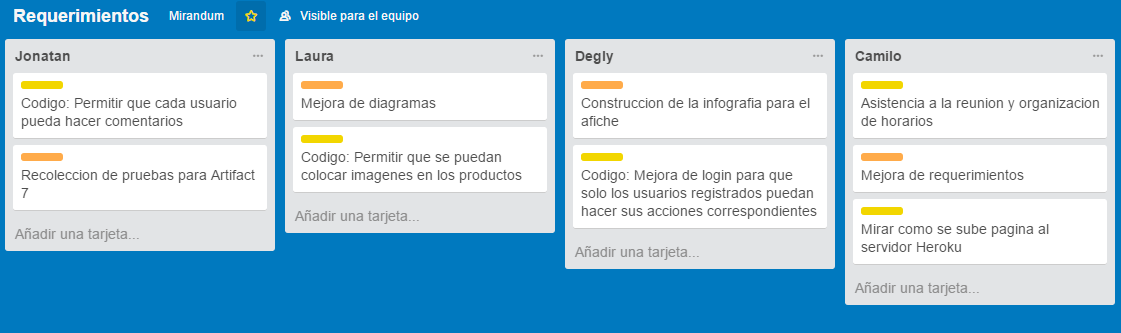 Requerimientos Mirandum Visible para el equipo
Jonatan
Codigo: Permitir que cada usuario
pueda hacer comentarios
Recoleccion de pruebas para Artifact
7
Añadir una tarjeta...
Laura
Mejora de diagramas
Codigo: Permitir que se puedan
colocar imagenes en los productos
Añadir una tarjeta...
Degly
Construccion de la infografia para el
afiche
Codigo: Mejora de login para que
solo los usuarios registrados puedan
hacer sus acciones correspondientes
Añadir una tarjeta...
Camilo
Asistencia a la reunion y organizacion
de horarios
Mejora de requerimientos
Mirar como se sube pagina al
servidor Heroku
Añadir una tarjeta...